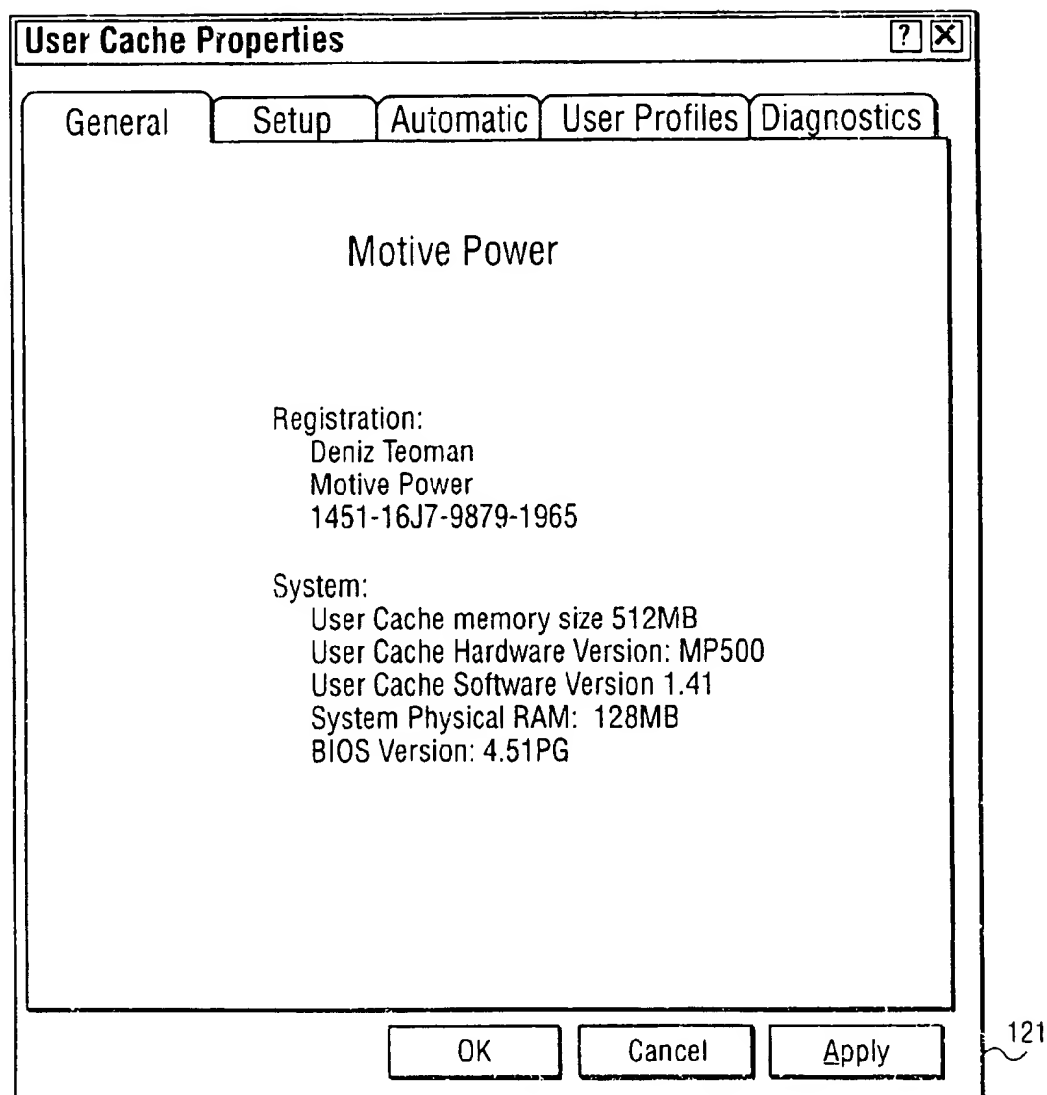 User Cache Properties ? X
General Setup Automatic User Profiles Diagnostics
Motive Power
Registration:
Deniz Teoman
Motive Power
1451-16J7-9879-1965
System:
User Cache memory size 512MB
User Cache Hardware Version: MP500
User Cache Software Version 1.41
System Physical RAM: 128MB
BIOS Version: 4.51PG
OK Cancel Apply
121